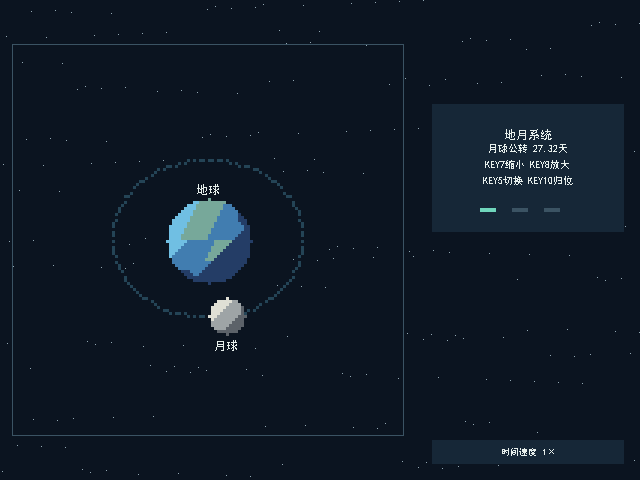 地球
月球
地月系统
月球公转 27.32天
KEY7缩小 KEY8放大
KEY5切换 KEY10归位
时间速度 1×